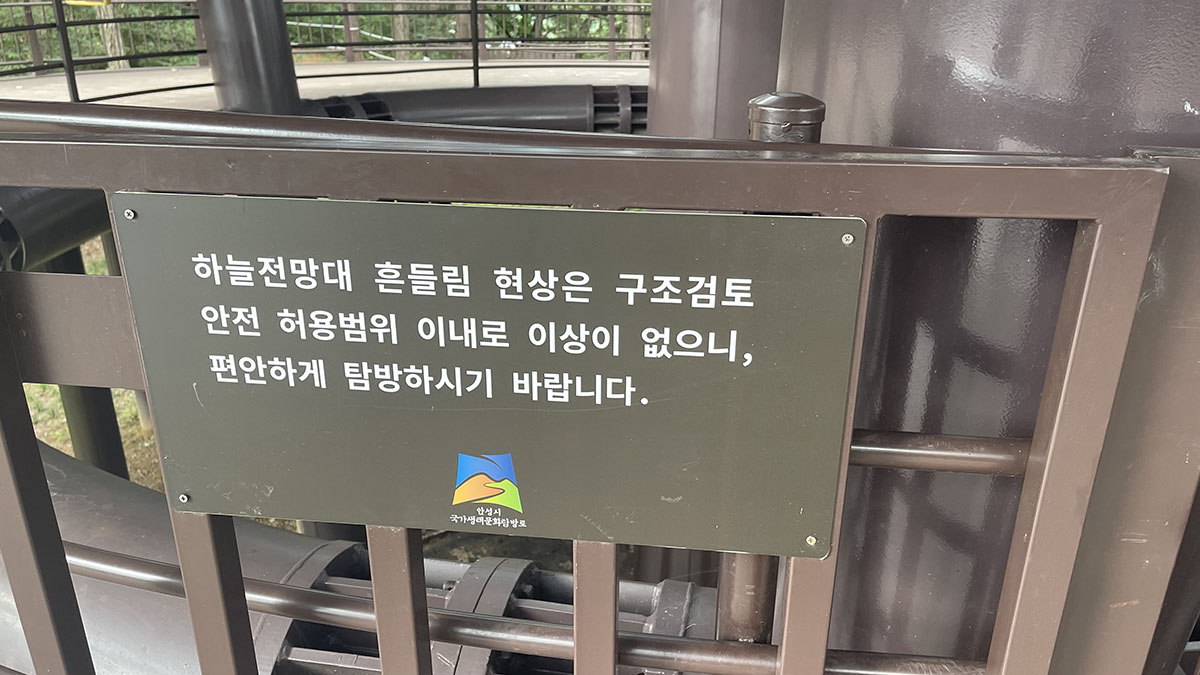 하늘전망대 흔들림 현상은 구조검토
안전 허용범위 이내로 이상이 없으니,
편안하게 탐방하시기 바랍니다.
안성시
국가생태문화탐방로